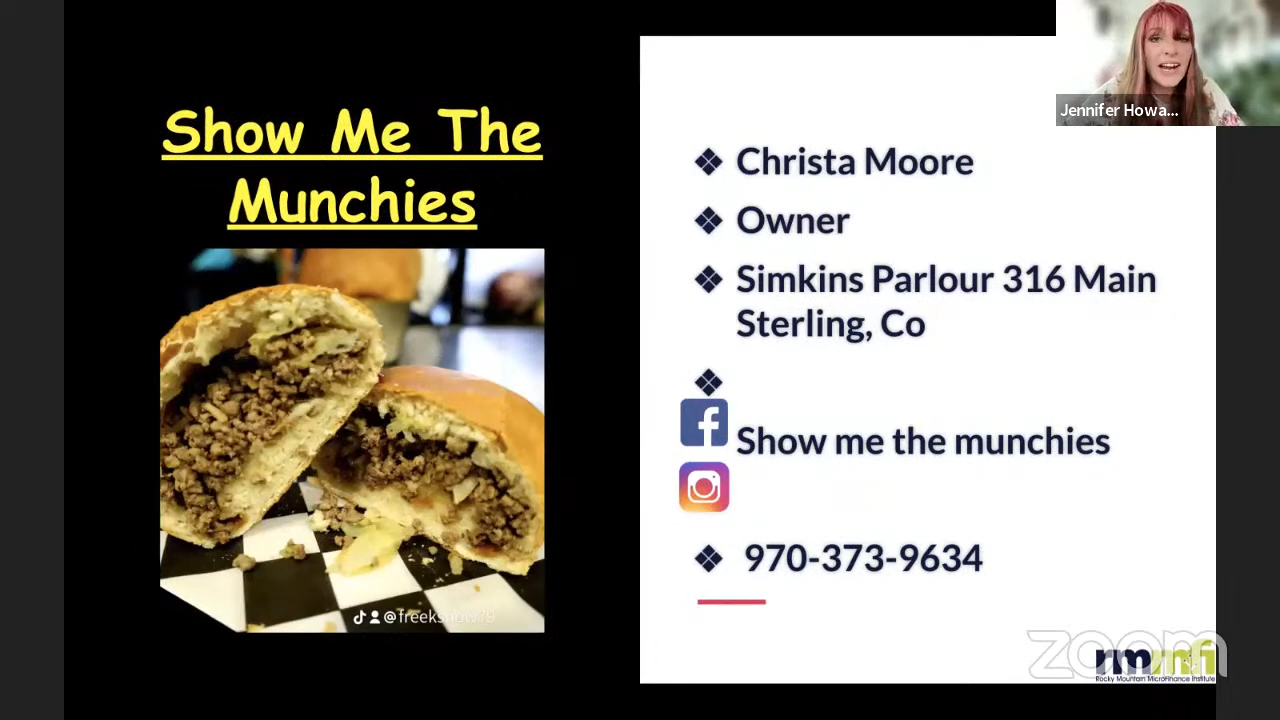 Jennifer Howa...
Show Me The
Munchies
@freekshow79
Christa Moore
Owner
Simkins Parlour 316 Main
Sterling, Co
Show me the munchies
970-373-9634
zoom
rmmfi
Rocky Mountain MicroFinance Institute